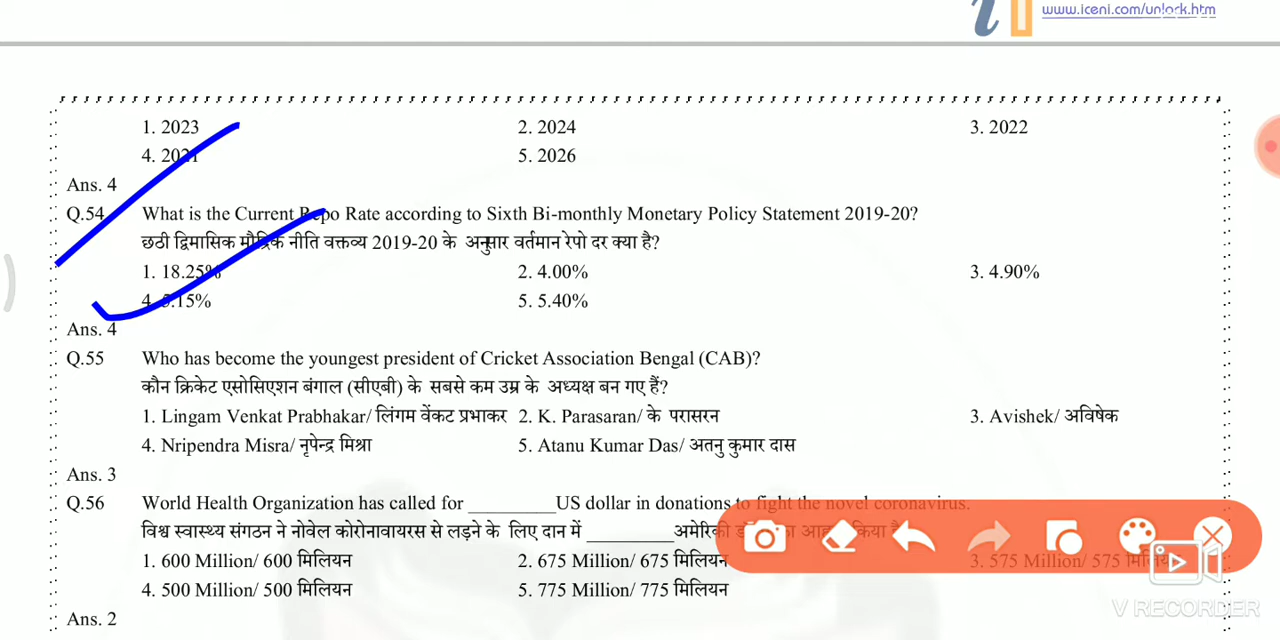 www.iceni.com/unlock.htm
1. 2023 2. 2024 3. 2022
4. 2021 5. 2026
Ans. 4
Q.54 What is the Current Repo Rate according to Sixth Bi-monthly Monetary Policy Statement 2019-20?
छठी द्विमासिक मौद्रिक नीति वक्तव्य 2019-20 के अनुसार वर्तमान रेपो दर क्या है?
1. 18.25% 2. 4.00% 3. 4.90%
4. 5.15% 5. 5.40%
Ans. 4
Q.55 Who has become the youngest president of Cricket Association Bengal (CAB)?
कौन क्रिकेट एसोसिएशन बंगाल (सीएबी) के सबसे कम उम्र के अध्यक्ष बन गए हैं?
1. Lingam Venkat Prabhakar/ लिंगम वेंकट प्रभाकर 2. K. Parasaran/ के परासरन 3. Avishek/ अविषेक
4. Nripendra Misra/ नृपेन्द्र मिश्रा 5. Atanu Kumar Das/ अतनु कुमार दास
Ans. 3
Q.56 World Health Organization has called for _________US dollar in donations to fight the novel coronavirus.
विश्व स्वास्थ्य संगठन ने नोवेल कोरोनावायरस से लड़ने के लिए दान में _________अमेरिकी किया
1. 600 Million/ 600 मिलियन 2. 675 Million/ 675 मिलियन 3. 575 Million/ 575
4. 500 Million/ 500 मिलियन 5. 775 Million/ 775 मिलियन
Ans. 2
V RECORDER